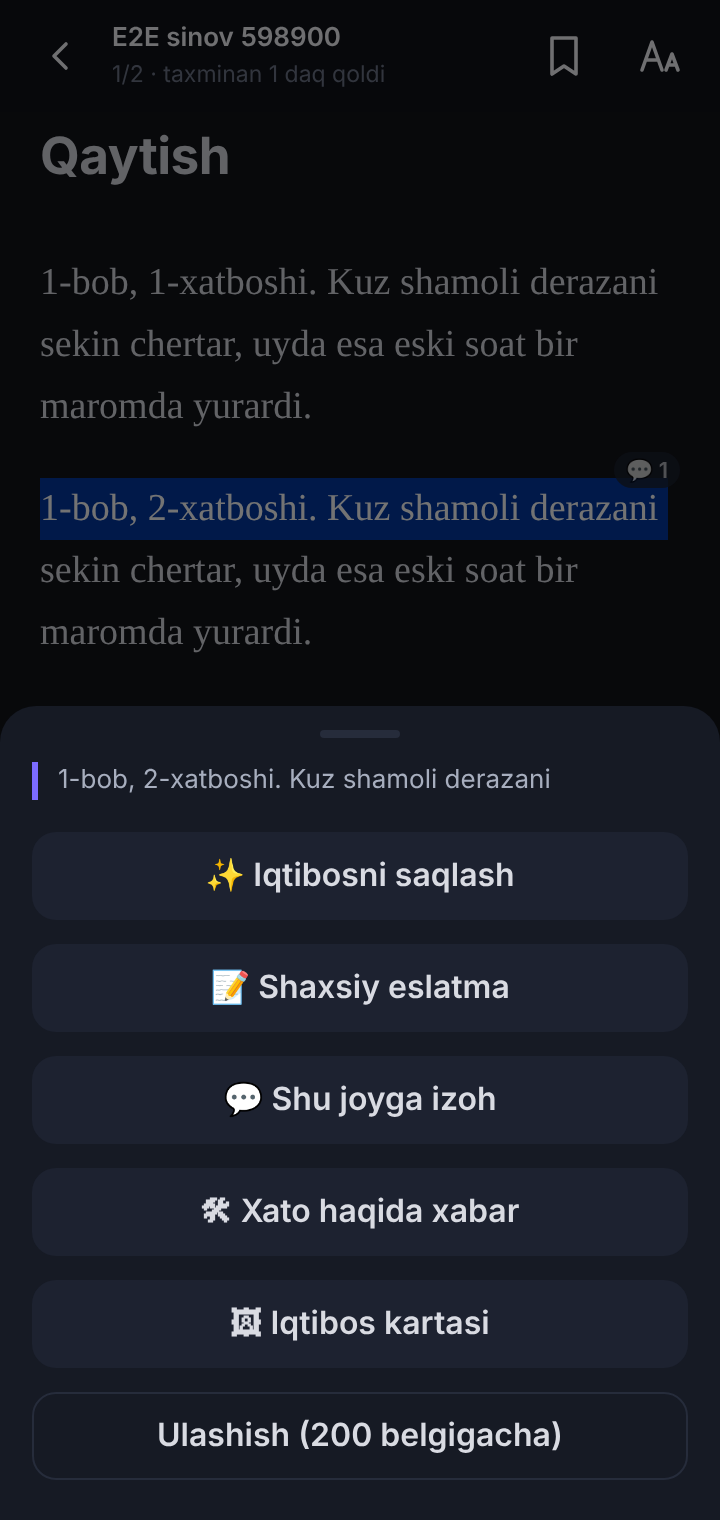 E2E sinov 598900
1/2 · taxminan 1 daq qoldi
Qaytish
1-bob, 1-xatboshi. Kuz shamoli derazani
sekin chertar, uyda esa eski soat bir
maromda yurardi.
💬 1
1-bob, 2-xatboshi. Kuz shamoli derazani
sekin chertar, uyda esa eski soat bir
maromda yurardi.
1-bob, 2-xatboshi. Kuz shamoli derazani
✨ Iqtibosni saqlash
📝 Shaxsiy eslatma
💬 Shu joyga izoh
🛠 Xato haqida xabar
🖼 Iqtibos kartasi
Ulashish (200 belgigacha)